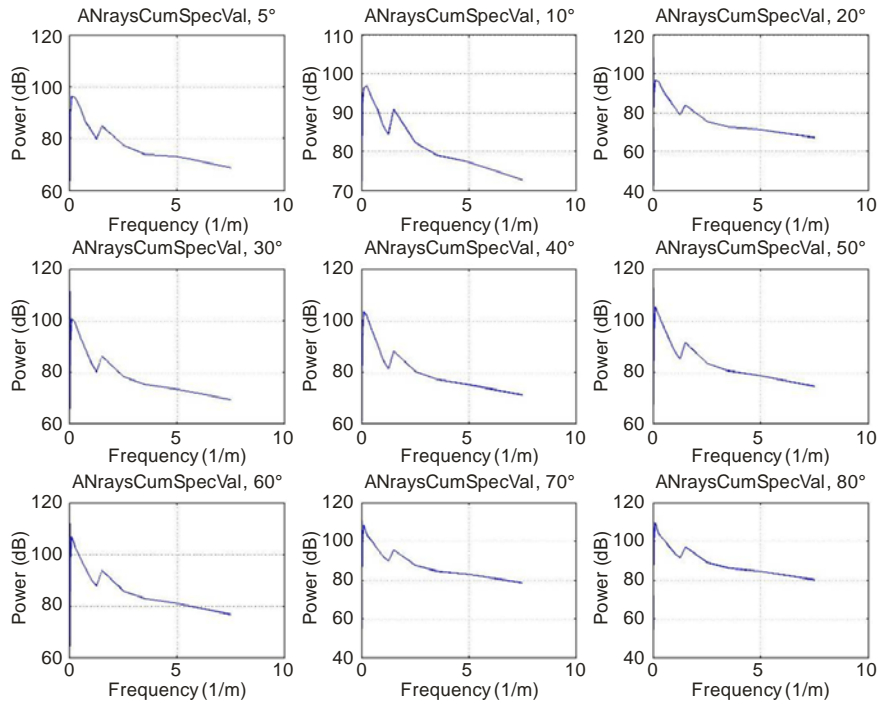 ANraysCumSpecVal, 5°
120
100
80
60
Power (dB)
0
5
10
Frequency (1/m)
ANraysCumSpecVal, 10°
110
100
90
80
70
Power (dB)
0
5
10
Frequency (1/m)
ANraysCumSpecVal, 20°
120
100
80
60
40
Power (dB)
0
5
10
Frequency (1/m)
ANraysCumSpecVal, 30°
120
100
80
60
Power (dB)
0
5
10
Frequency (1/m)
ANraysCumSpecVal, 40°
120
100
80
60
Power (dB)
0
5
10
Frequency (1/m)
ANraysCumSpecVal, 50°
120
100
80
60
Power (dB)
0
5
10
Frequency (1/m)
ANraysCumSpecVal, 60°
120
100
80
60
Power (dB)
0
5
10
Frequency (1/m)
ANraysCumSpecVal, 70°
120
100
80
60
40
Power (dB)
0
5
10
Frequency (1/m)
ANraysCumSpecVal, 80°
120
100
80
60
40
Power (dB)
0
5
10
Frequency (1/m)